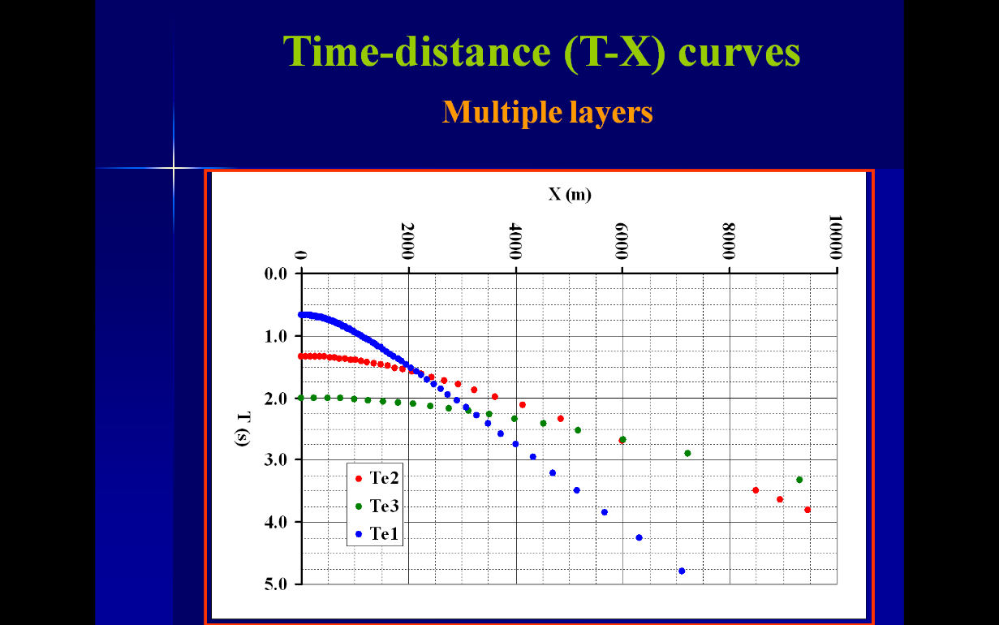 Time-distance (T-X) curves
Multiple layers
X (m)
0
2000
4000
6000
8000
10000
0.0
1.0
2.0
3.0
4.0
5.0
T (s)
Te2
Te3
Te1